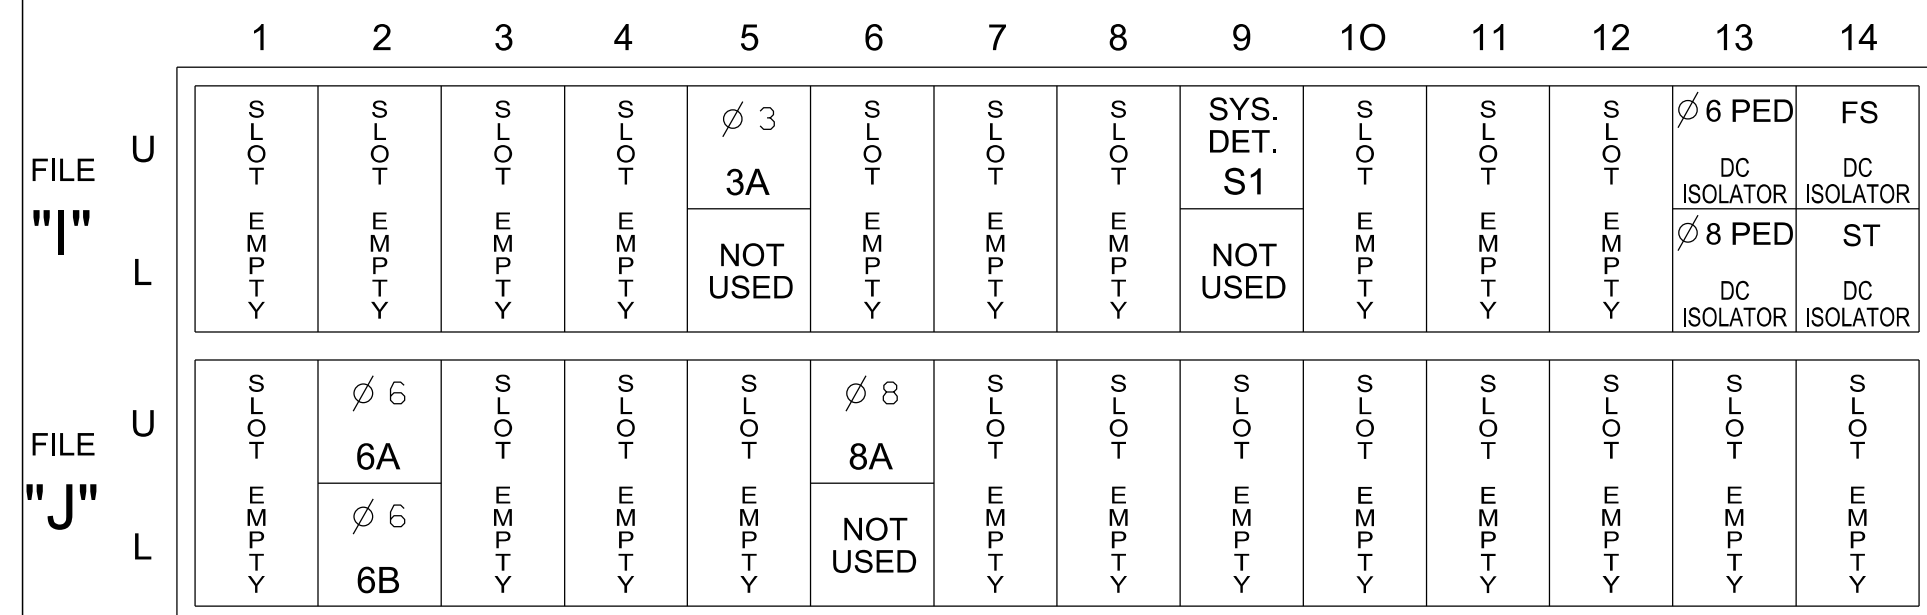 1 2 3 4 5 6 7 8 9 10 11 12 13 14
FILE "I"
U
L
SLOT EMPTY
SLOT EMPTY
SLOT EMPTY
SLOT EMPTY
∅ 3
3A
NOT
USED
SLOT EMPTY
SLOT EMPTY
SLOT EMPTY
SYS.
DET.
S1
NOT
USED
SLOT EMPTY
SLOT EMPTY
SLOT EMPTY
∅ 6 PED
DC
ISOLATOR
∅ 8 PED
DC
ISOLATOR
FS
DC
ISOLATOR
ST
DC
ISOLATOR
FILE "J"
U
L
SLOT EMPTY
∅ 6
6A
∅ 6
6B
SLOT EMPTY
SLOT EMPTY
SLOT EMPTY
∅ 8
8A
NOT
USED
SLOT EMPTY
SLOT EMPTY
SLOT EMPTY
SLOT EMPTY
SLOT EMPTY
SLOT EMPTY
SLOT EMPTY
SLOT EMPTY